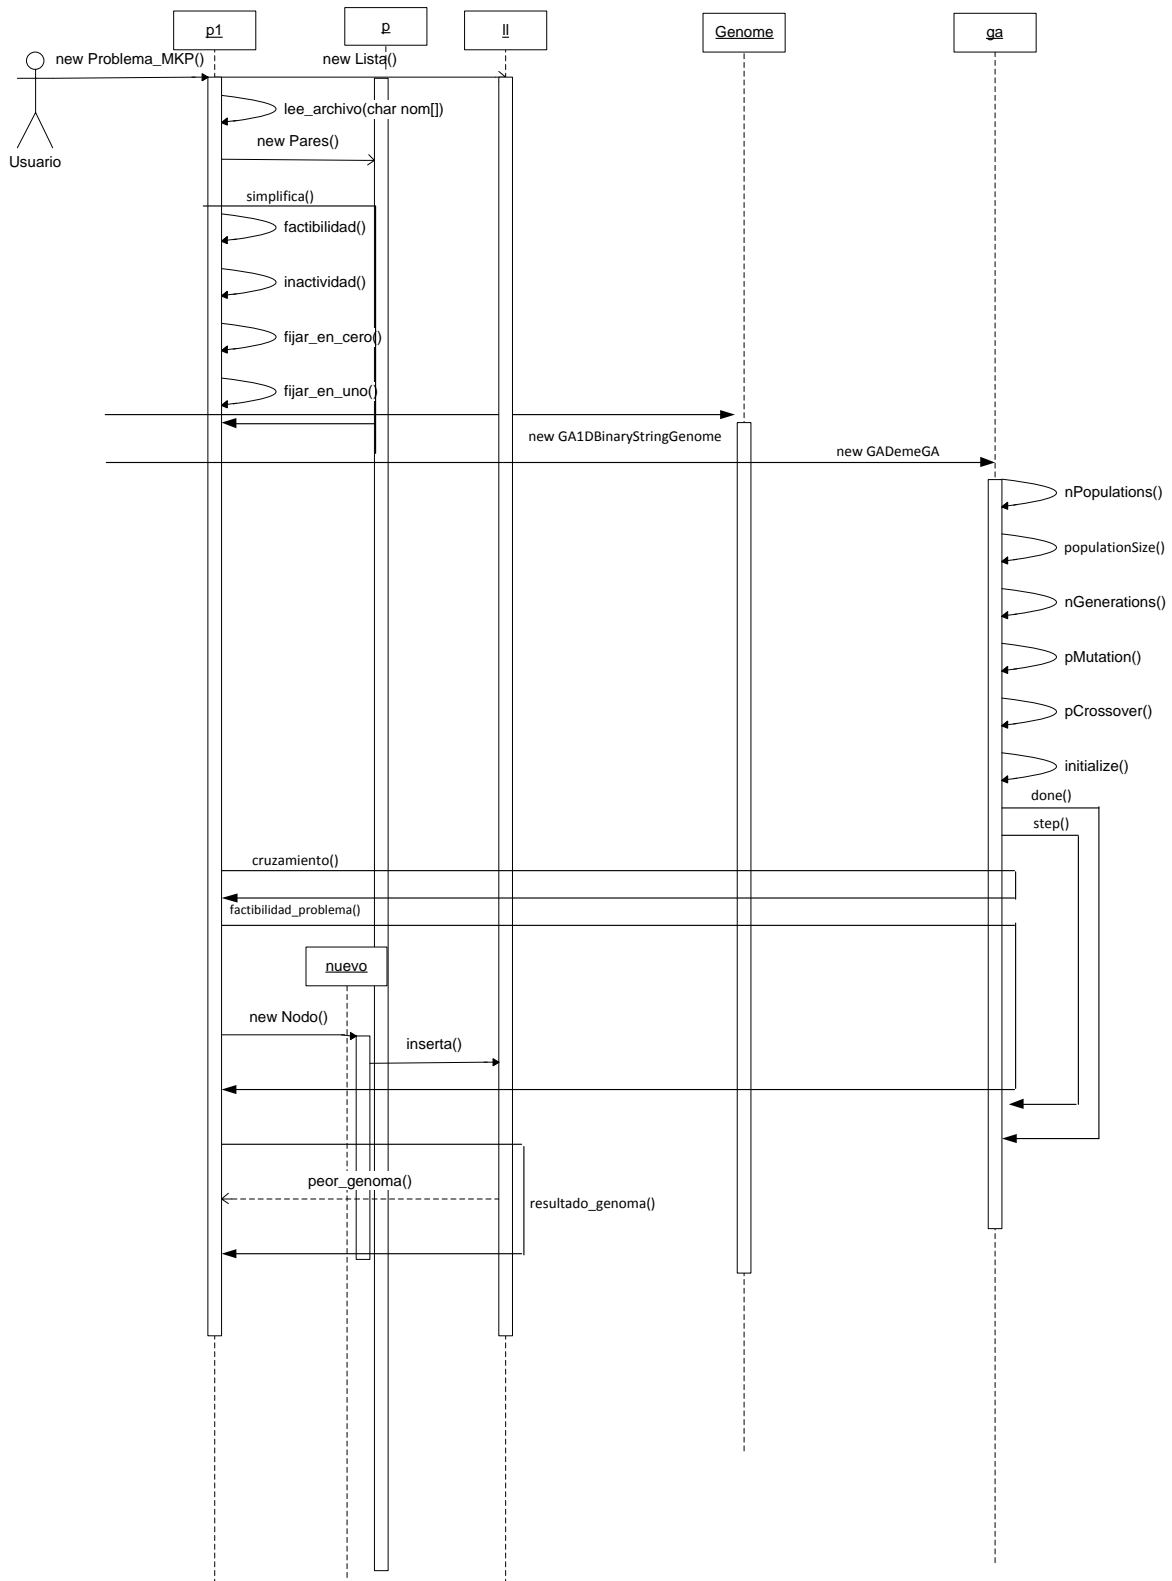 p1
p
ll
Genome
ga
new Problema_MKP()
new Lista()
lee_archivo(char nom[])
new Pares()
Usuario
simplifica()
factibilidad()
inactividad()
fijar_en_cero()
fijar_en_uno()
new GA1DBinaryStringGenome
new GADemeGA
nPopulations()
populationSize()
nGenerations()
pMutation()
pCrossover()
initialize()
done()
step()
cruzamiento()
factibilidad_problema()
nuevo
new Nodo()
inserta()
peor_genoma()
resultado_genoma()